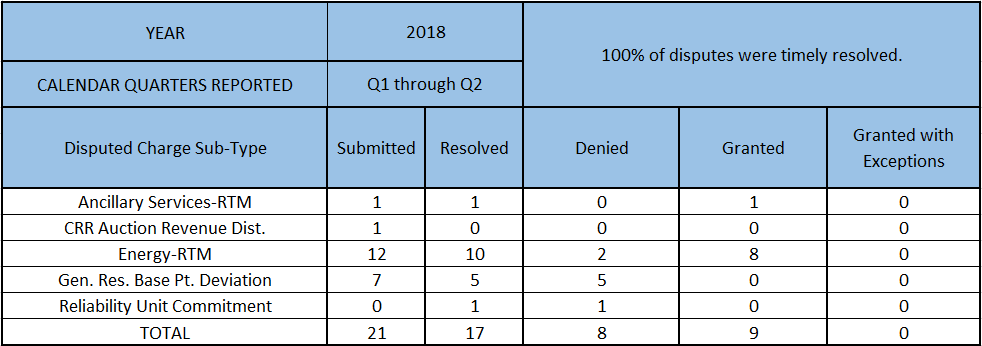 YEAR 2018 100% of disputes were timely resolved.
CALENDAR QUARTERS REPORTED Q1 through Q2
Disputed Charge Sub-Type Submitted Resolved Denied Granted Granted with Exceptions
Ancillary Services-RTM 1 1 0 1 0
CRR Auction Revenue Dist. 1 0 0 0 0
Energy-RTM 12 10 2 8 0
Gen. Res. Base Pt. Deviation 7 5 5 0 0
Reliability Unit Commitment 0 1 1 0 0
TOTAL 21 17 8 9 0